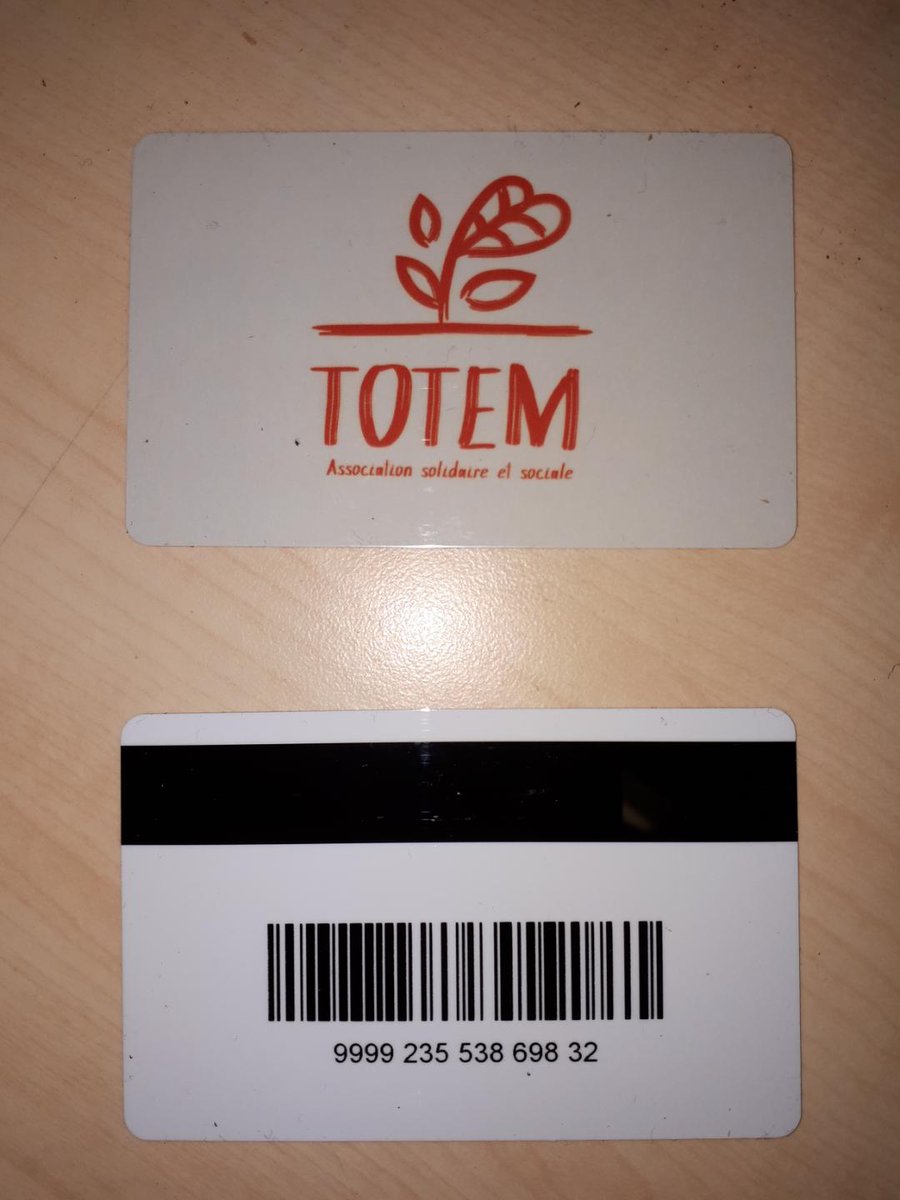 TOTEM
Association solidaire et sociale
9999 235 538 698 32